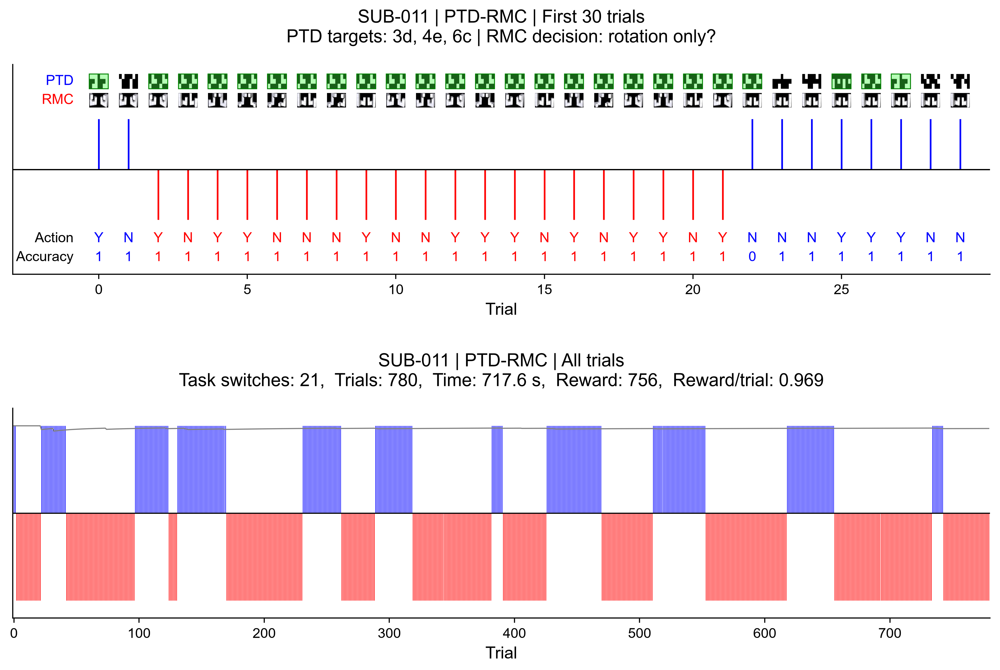 SUB-011 | PTD-RMC | First 30 trials
PTD targets: 3d, 4e, 6c | RMC decision: rotation only?
PTD
RMC
Action Y N Y N Y Y N N N Y N N Y Y Y N Y N Y Y N Y N N N Y Y Y N N
Accuracy 1 1 1 1 1 1 1 1 1 1 1 1 1 1 1 1 1 1 1 1 1 1 0 1 1 1 1 1 1 1
0 5 10 15 20 25
Trial
SUB-011 | PTD-RMC | All trials
Task switches: 21, Trials: 780, Time: 717.6 s, Reward: 756, Reward/trial: 0.969
0 100 200 300 400 500 600 700
Trial